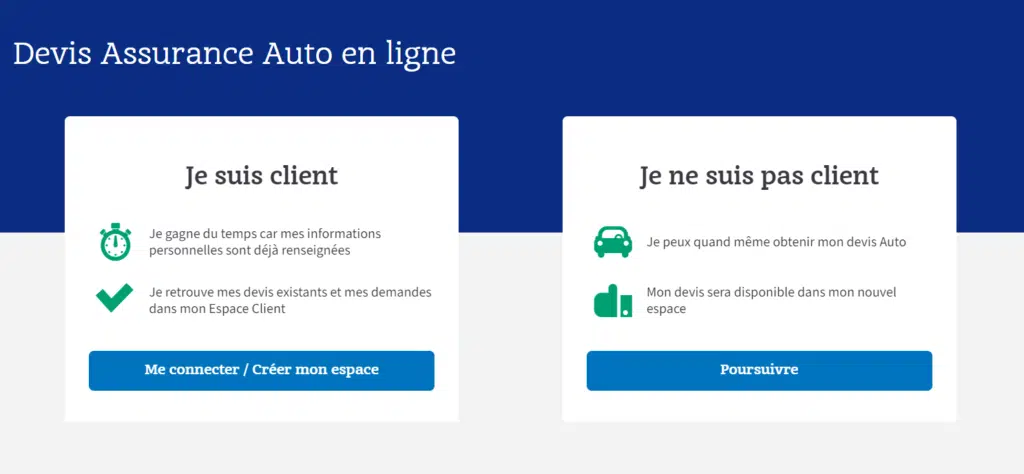 Devis Assurance Auto en ligne
Je suis client
Je gagne du temps car mes informations
personnelles sont déjà renseignées
Je retrouve mes devis existants et mes demandes
dans mon Espace Client
Me connecter / Créer mon espace
Je ne suis pas client
Je peux quand même obtenir mon devis Auto
Mon devis sera disponible dans mon nouvel
espace
Poursuivre